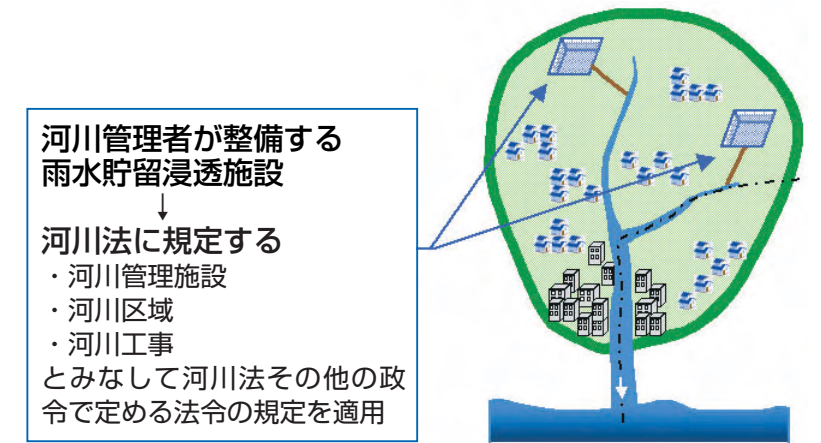 河川管理者が整備する
雨水貯留浸透施設
↓
河川法に規定する
・河川管理施設
・河川区域
・河川工事
とみなして河川法その他の政
令で定める法令の規定を適用